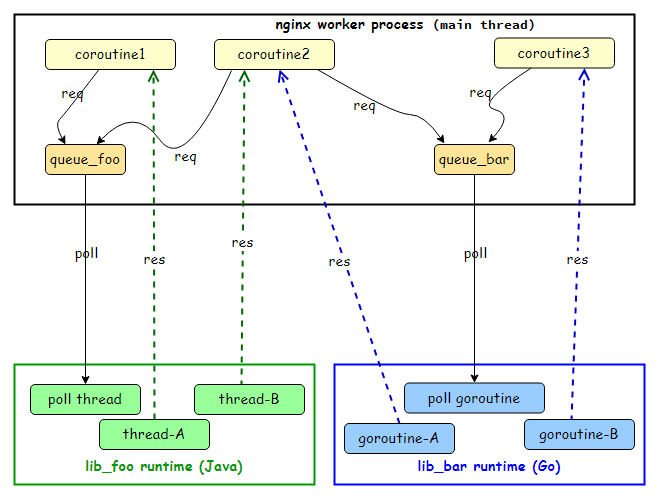 nginx worker process (main thread)
coroutine1
coroutine2
coroutine3
req
req
req
req
queue_foo
queue_bar
poll
res
res
res
poll
res
poll thread
thread-B
thread-A
poll goroutine
goroutine-A
goroutine-B
lib_foo runtime (Java)
lib_bar runtime (Go)